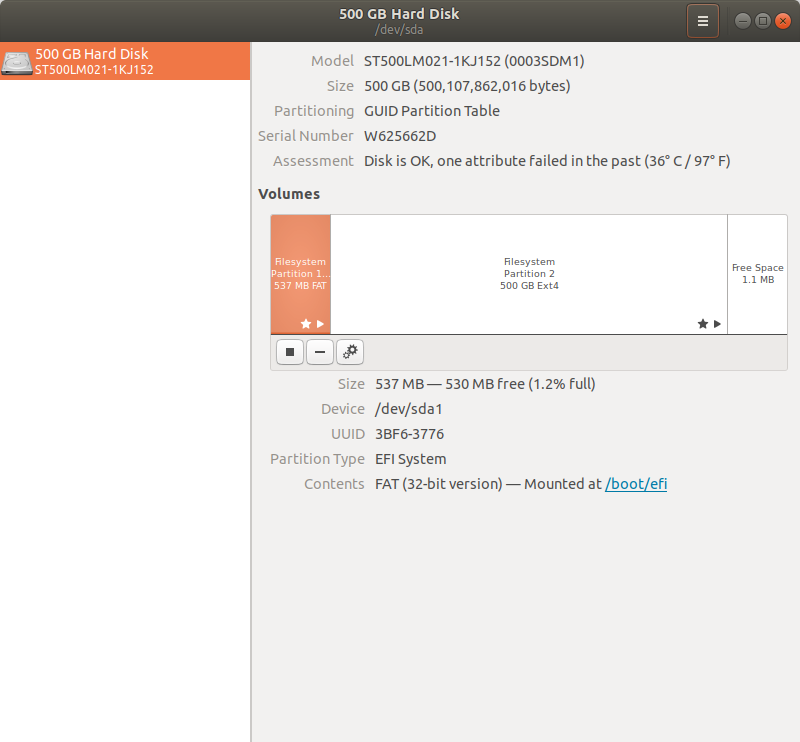 500 GB Hard Disk
/dev/sda
500 GB Hard Disk
ST500LM021-1KJ152
Model ST500LM021-1KJ152 (0003SDM1)
Size 500 GB (500,107,862,016 bytes)
Partitioning GUID Partition Table
Serial Number W625662D
Assessment Disk is OK, one attribute failed in the past (36° C / 97° F)
Volumes
Filesystem
Partition 1…
537 MB FAT
Filesystem
Partition 2
500 GB Ext4
Free Space
1.1 MB
Size 537 MB — 530 MB free (1.2% full)
Device /dev/sda1
UUID 3BF6-3776
Partition Type EFI System
Contents FAT (32-bit version) — Mounted at /boot/efi